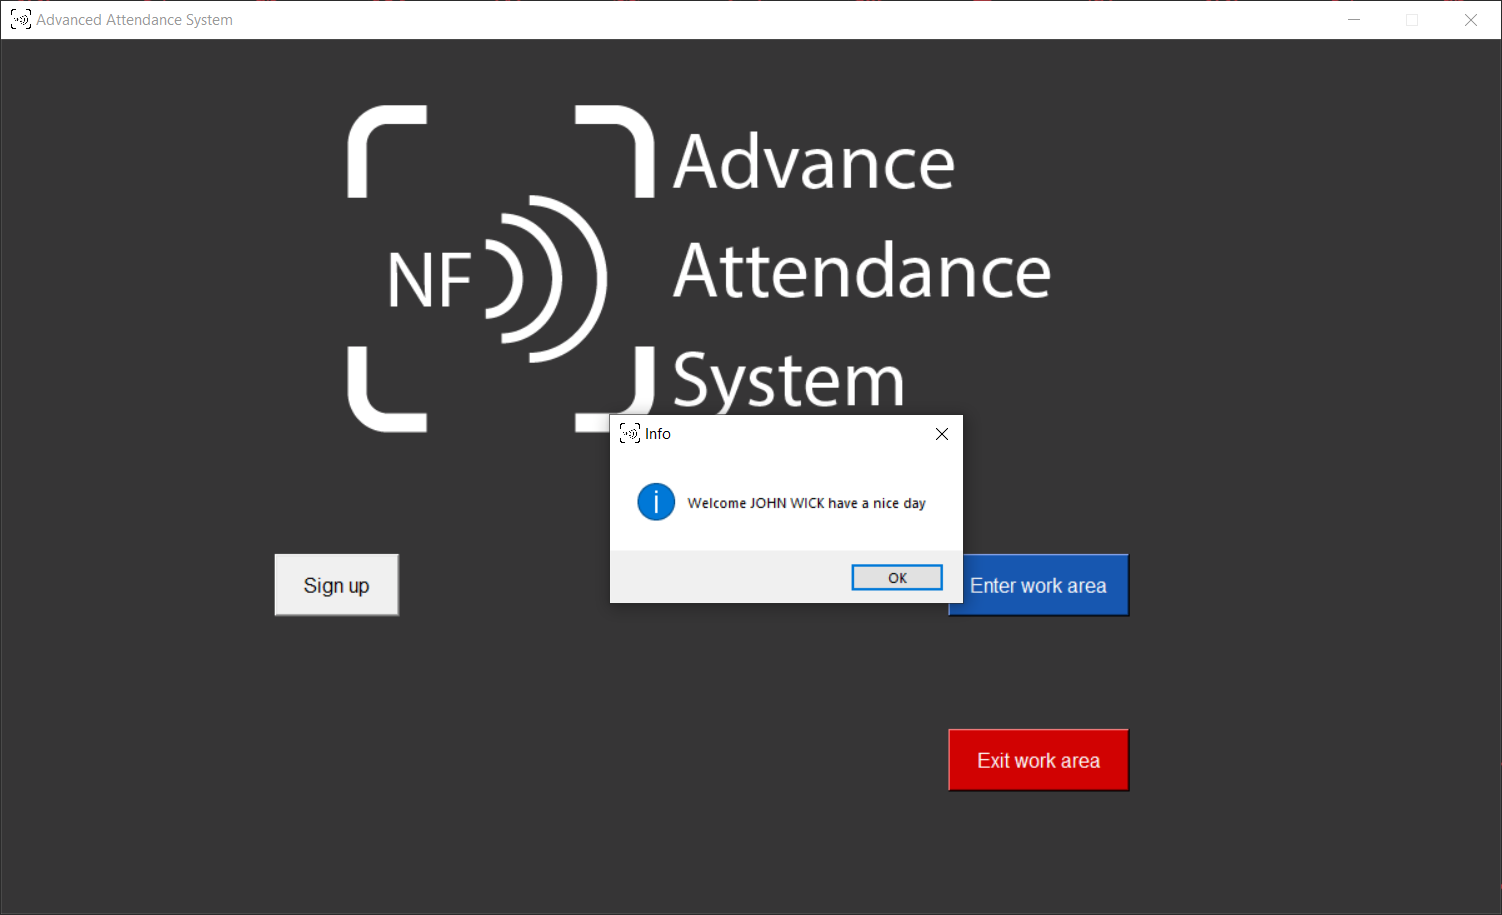 Advanced Attendance System
Advance
Attendance
System
NF
Info
Welcome JOHN WICK have a nice day
OK
Sign up
Enter work area
Exit work area